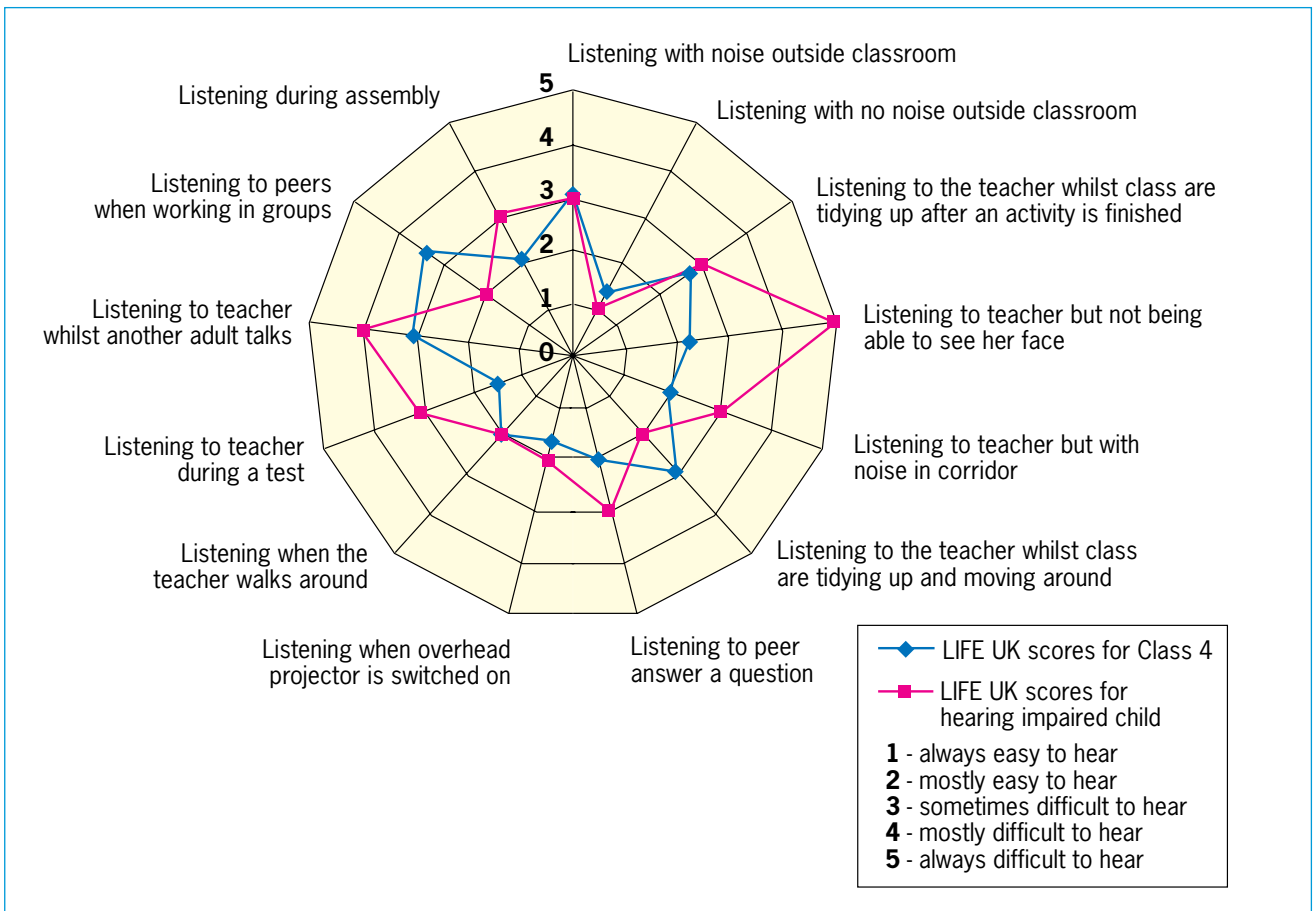 Listening with noise outside classroom
Listening with no noise outside classroom
Listening to the teacher whilst class are
tidying up after an activity is finished
Listening to teacher but not being
able to see her face
Listening to teacher but with
noise in corridor
Listening to the teacher whilst class
are tidying up and moving around
Listening to peer
answer a question
Listening when overhead
projector is switched on
Listening when the
teacher walks around
Listening to teacher
during a test
Listening to teacher
whilst another adult talks
Listening to peers
when working in groups
Listening during assembly
5
4
3
2
1
0
LIFE UK scores for Class 4
LIFE UK scores for
hearing impaired child
1 - always easy to hear
2 - mostly easy to hear
3 - sometimes difficult to hear
4 - mostly difficult to hear
5 - always difficult to hear